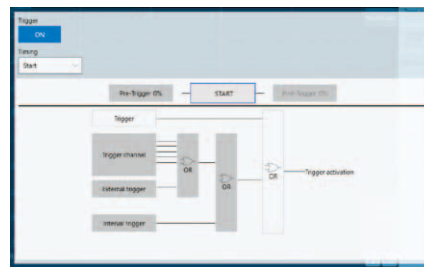 Trigger
ON
Timing
Start
Pre-Trigger 0%
START
Post-Trigger 0%
Trigger
Trigger channel
External trigger
Interval trigger
OR
OR
OR
Trigger activation